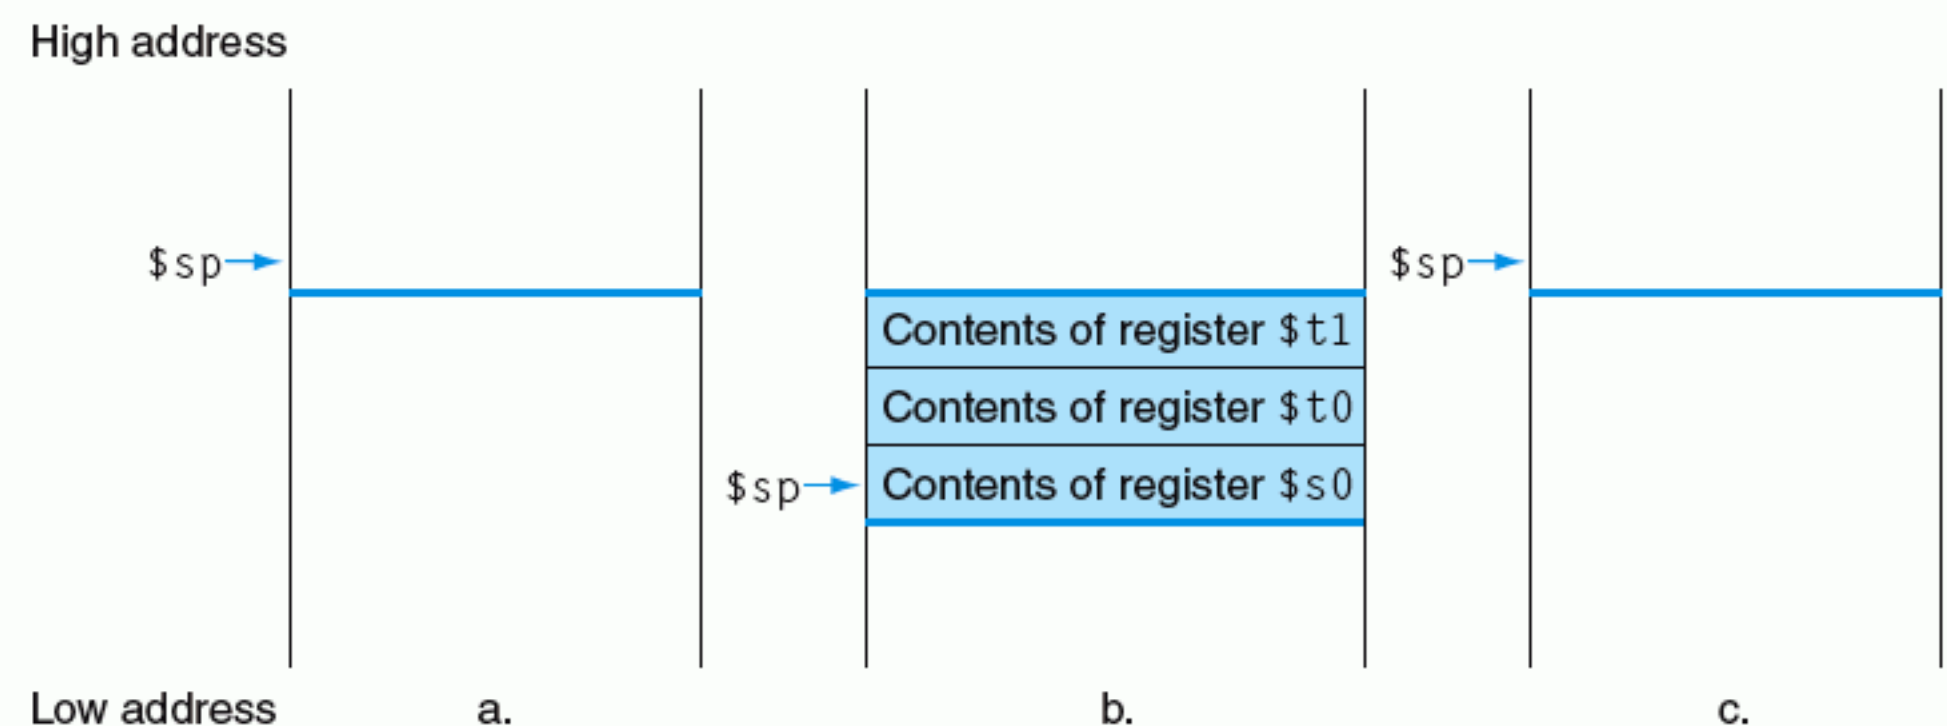 High address
$sp
$sp
Contents of register $t1
Contents of register $t0
$sp
Contents of register $s0
Low address
a.
b.
c.